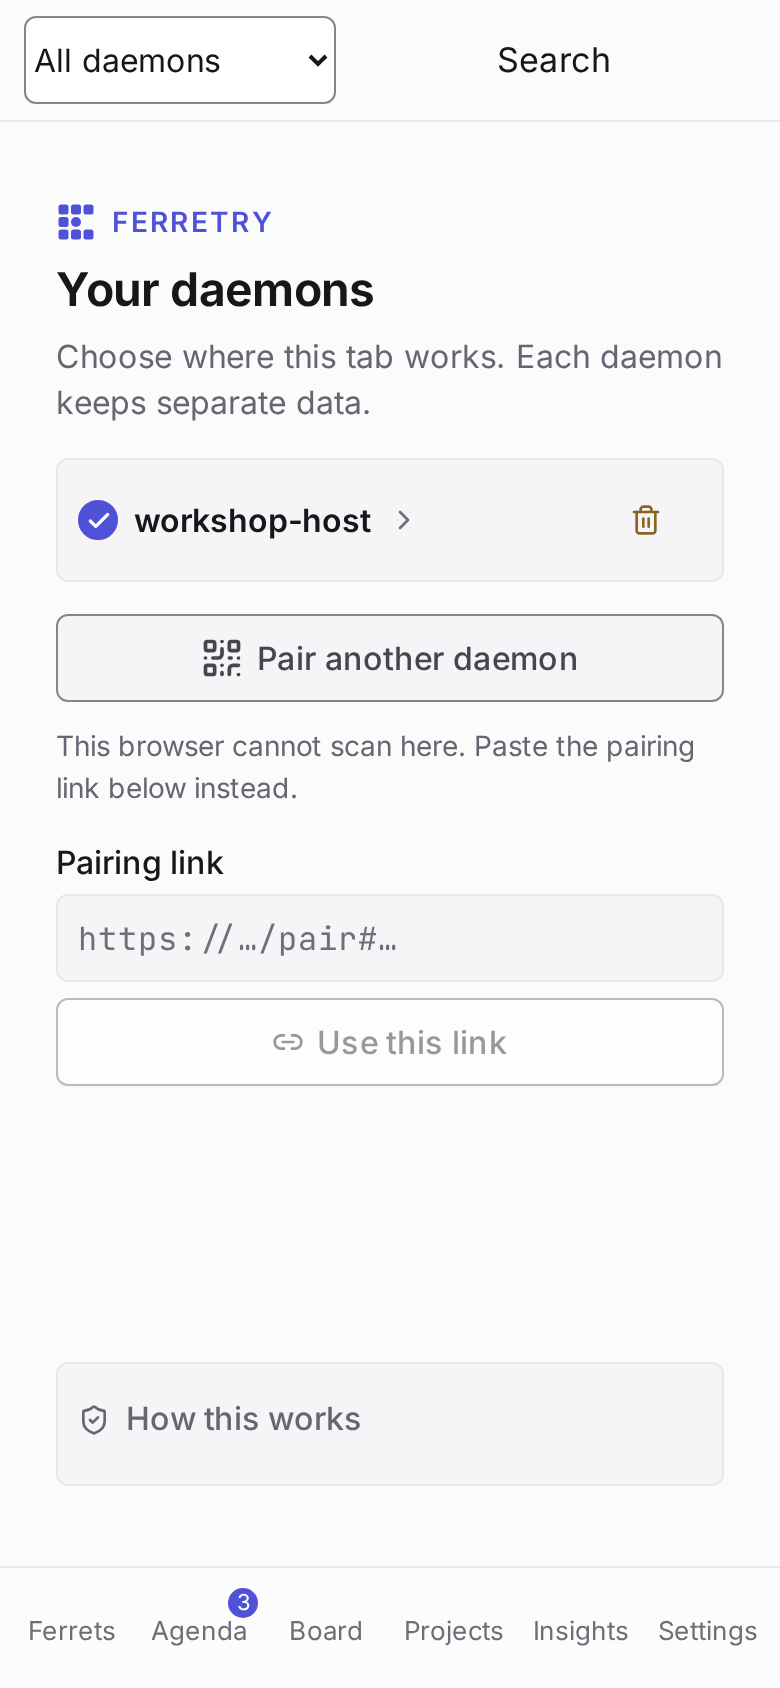 All daemons
Search
FERRETRY
Your daemons
Choose where this tab works. Each daemon
keeps separate data.
workshop-host
Pair another daemon
This browser cannot scan here. Paste the pairing
link below instead.
Pairing link
https://…/pair#…
Use this link
How this works
3
Ferrets Agenda Board Projects Insights Settings